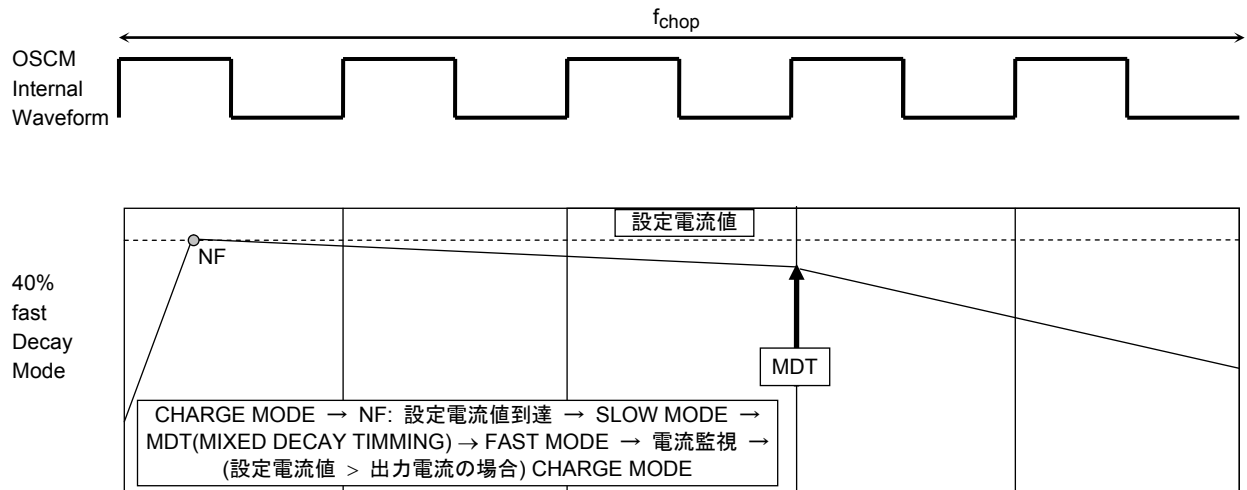 fchop
OSCM
Internal
Waveform
設定電流値
NF
40%
fast
Decay
Mode
MDT
CHARGE MODE → NF: 設定電流値到達 → SLOW MODE →
MDT(MIXED DECAY TIMMING) → FAST MODE → 電流監視 →
(設定電流値 > 出力電流の場合) CHARGE MODE